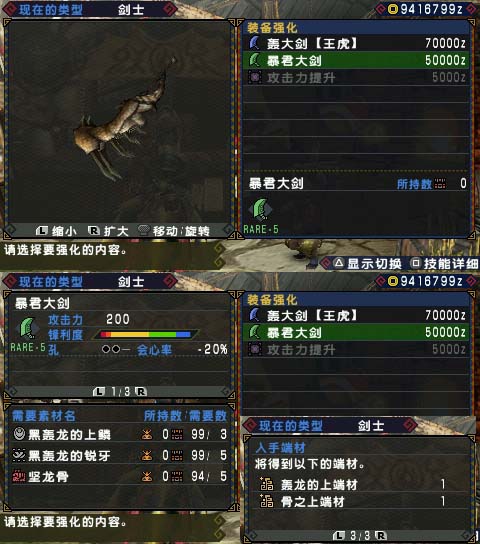 现在的类型 剑士
9416799z
装备强化
轰大剑【王虎】 70000z
暴君大剑 50000z
攻击力提升 5000z
暴君大剑 所持数 0
RARE-5
L 缩小 R 扩大 移动/旋转
请选择要强化的内容。
△显示切换 □技能详细
现在的类型 剑士
9416799z
暴君大剑
攻击力 200
锋利度
RARE-5 孔 ●●— 会心率 -20%
L 1/3 R
装备强化
轰大剑【王虎】 70000z
暴君大剑 50000z
攻击力提升 5000z
需要素材名 所持数/需要数
黑轰龙的上鳞 0 99/ 3
黑轰龙的锐牙 0 99/ 5
坚龙骨 0 94/ 5
请选择要强化的内容。
现在的类型 剑士
入手端材
将得到以下的端材。
轰龙的上端材 1
骨之上端材 1
L 3/3 R